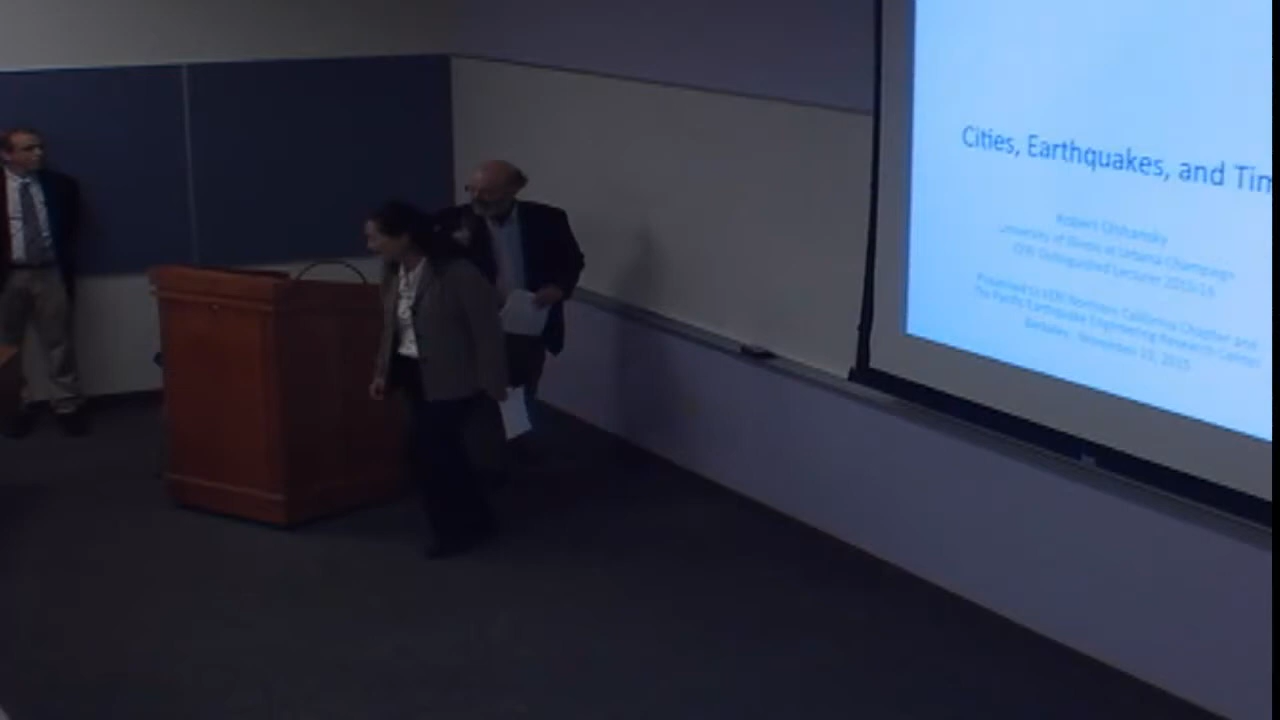 Cities, Earthquakes, and Tim
Robert Olshansky
University of Illinois at Urbana-Champaign
EERI Distinguished Lecturer 2015/16
Presented to EERI Northern California Chapter and
The Pacific Earthquake Engineering Research Center
Berkeley, November 2015